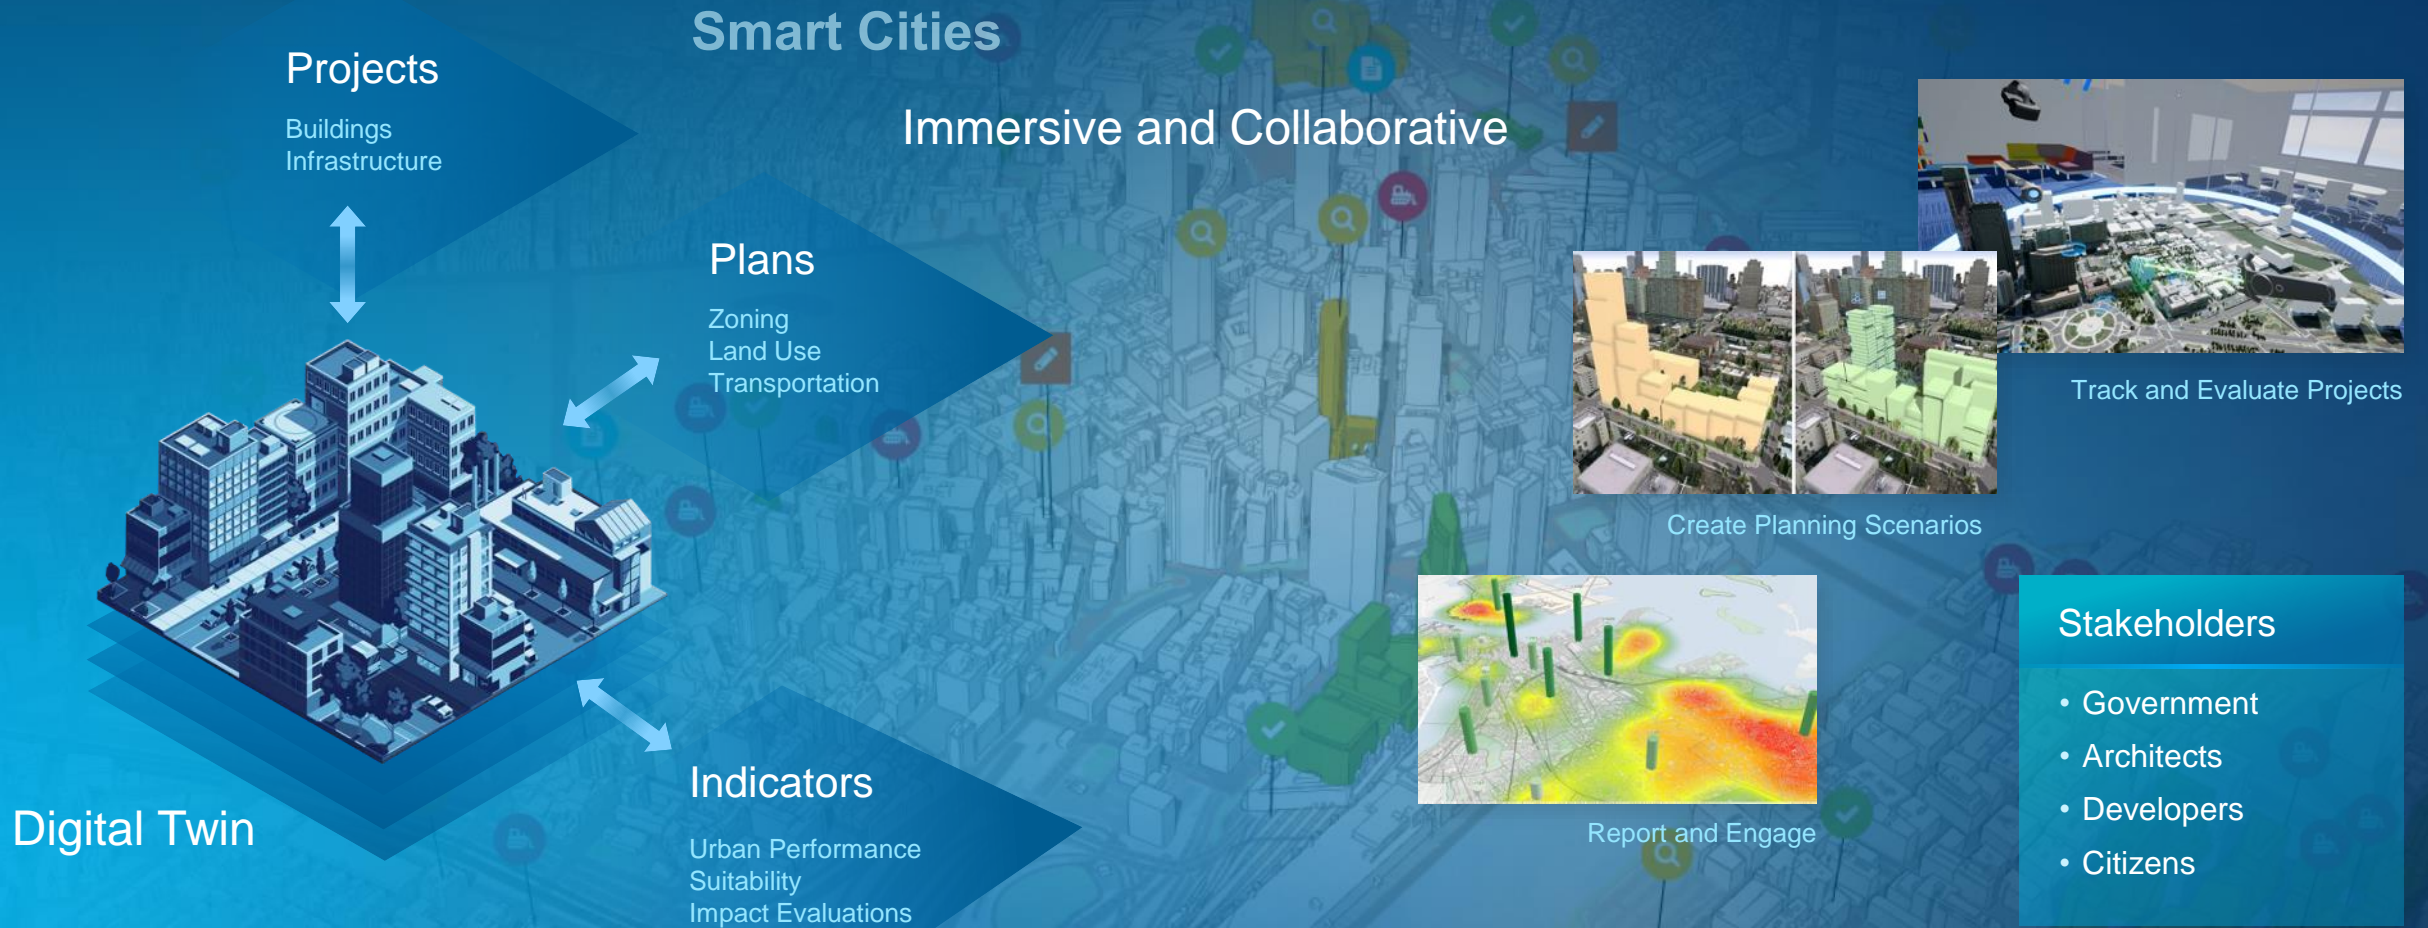 Smart Cities
Immersive and Collaborative
Projects
Buildings
Infrastructure
Plans
Zoning
Land Use
Transportation
Digital Twin
Indicators
Urban Performance
Suitability
Impact Evaluations
Track and Evaluate Projects
Create Planning Scenarios
Report and Engage
Stakeholders
• Government
• Architects
• Developers
• Citizens